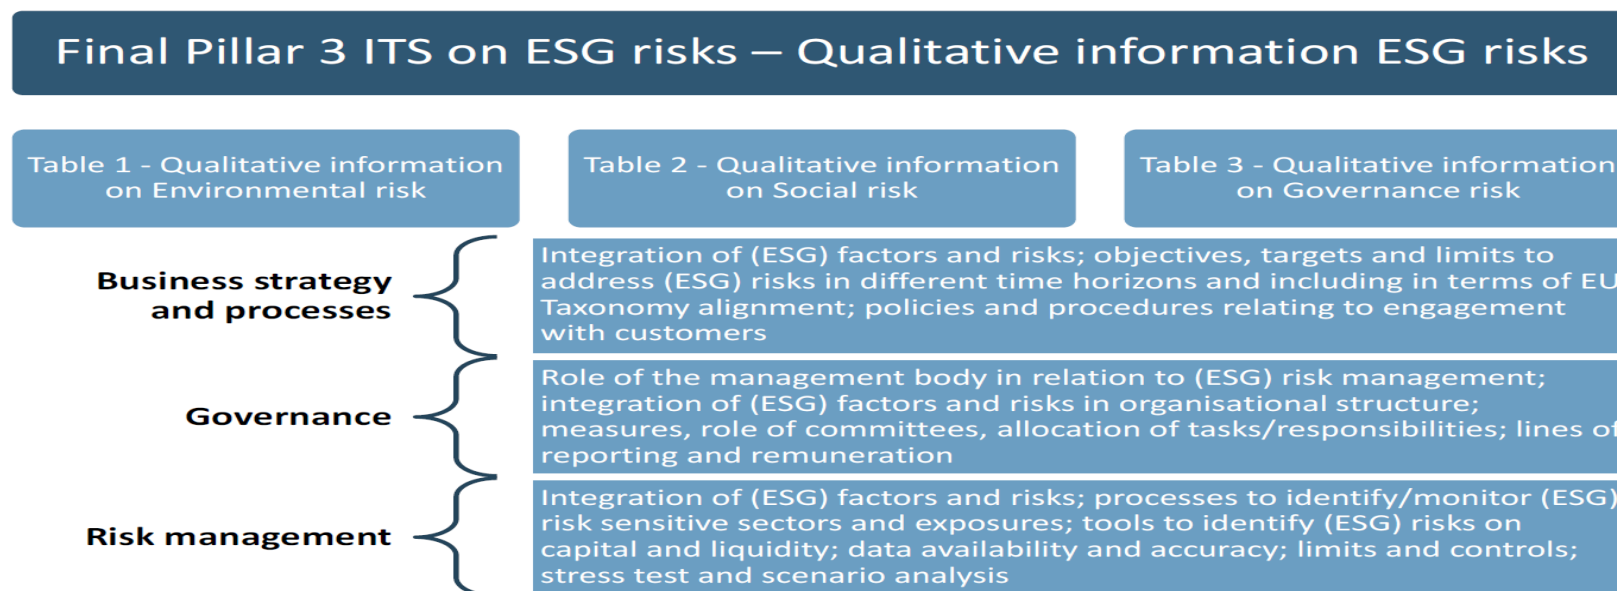 Final Pillar 3 ITS on ESG risks – Qualitative information ESG risks
Table 1 - Qualitative information
on Environmental risk
Table 2 - Qualitative information
on Social risk
Table 3 - Qualitative information
on Governance risk
Business strategy
and processes
Integration of (ESG) factors and risks; objectives, targets and limits to
address (ESG) risks in different time horizons and including in terms of EU
Taxonomy alignment; policies and procedures relating to engagement
with customers
Governance
Role of the management body in relation to (ESG) risk management;
integration of (ESG) factors and risks in organisational structure;
measures, role of committees, allocation of tasks/responsibilities; lines of
reporting and remuneration
Risk management
Integration of (ESG) factors and risks; processes to identify/monitor (ESG)
risk sensitive sectors and exposures; tools to identify (ESG) risks on
capital and liquidity; data availability and accuracy; limits and controls;
stress test and scenario analysis